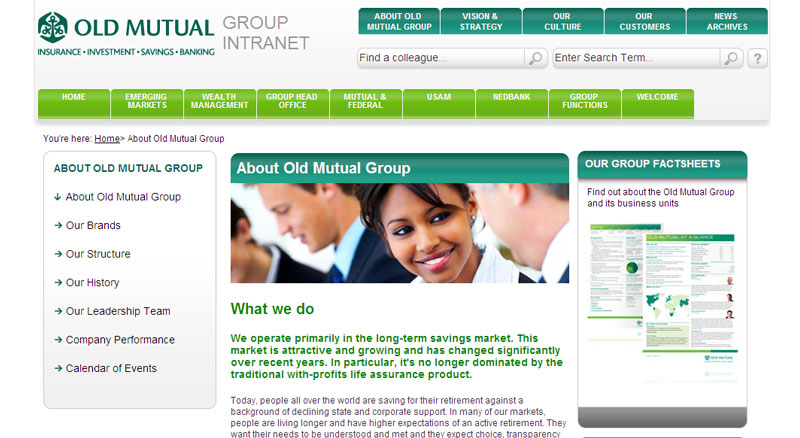 OLD MUTUAL
INSURANCE • INVESTMENT • SAVINGS • BANKING
GROUP
INTRANET
ABOUT OLD
MUTUAL GROUP
VISION &
STRATEGY
OUR
CULTURE
OUR
CUSTOMERS
NEWS
ARCHIVES
Find a colleague...
Enter Search Term...
?
HOME
EMERGING
MARKETS
WEALTH
MANAGEMENT
GROUP HEAD
OFFICE
MUTUAL &
FEDERAL
USAM
NEDBANK
GROUP
FUNCTIONS
WELCOME
You're here: Home> About Old Mutual Group
ABOUT OLD MUTUAL GROUP
About Old Mutual Group
Our Brands
Our Structure
Our History
Our Leadership Team
Company Performance
Calendar of Events
About Old Mutual Group
What we do
We operate primarily in the long-term savings market. This
market is attractive and growing and has changed significantly
over recent years. In particular, it's no longer dominated by the
traditional with-profits life assurance product.
Today, people all over the world are saving for their retirement against a
background of declining state and corporate support. In many of our markets,
people are living longer and have higher expectations of an active retirement. They
want their needs to be understood and met and they expect choice, transparency
OUR GROUP FACTSHEETS
Find out about the Old Mutual Group
and its business units
OLD MUTUAL AT A GLANCE